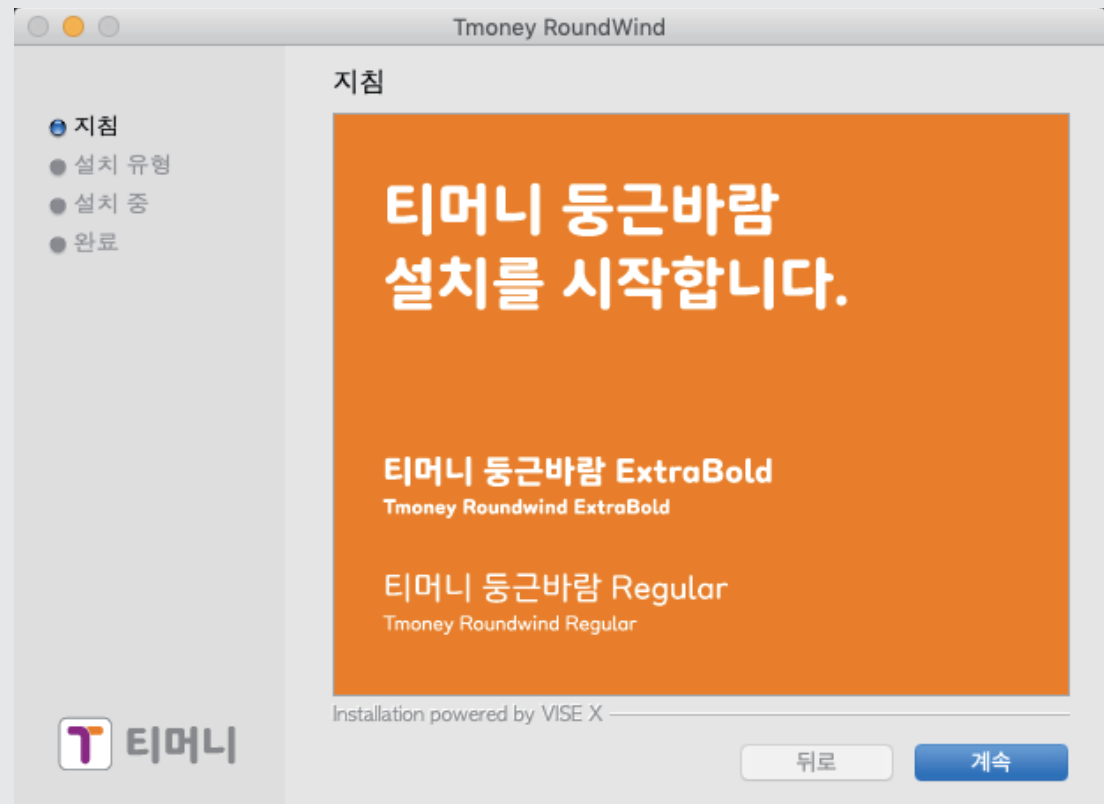 Tmoney RoundWind
지침
지침
설치 유형
설치 중
완료
티머니 둥근바람
설치를 시작합니다.
티머니 둥근바람 ExtraBold
Tmoney Roundwind ExtraBold
티머니 둥근바람 Regular
Tmoney Roundwind Regular
Installation powered by VISE X
티머니
뒤로
계속